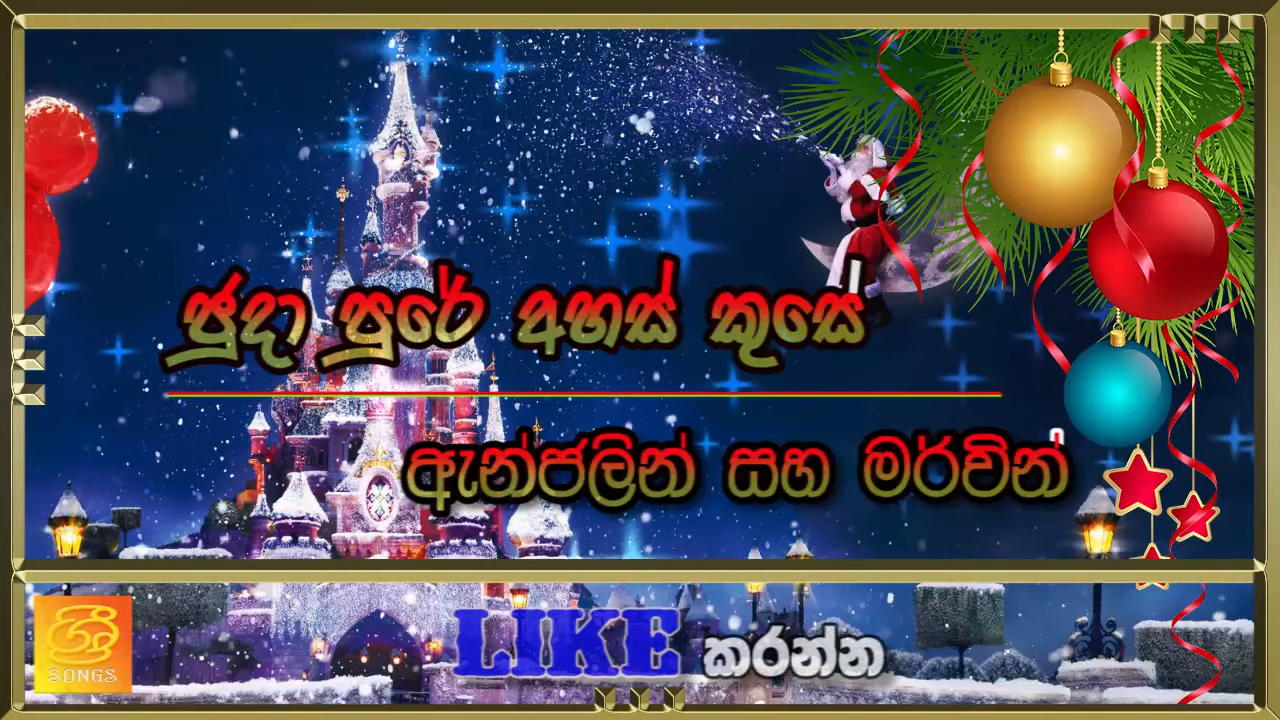 ජුදා පුරේ අහස් කුසේ
ඇන්ජලින් සහ මර්වින්
LIKE කරන්න
ගී
SONGS